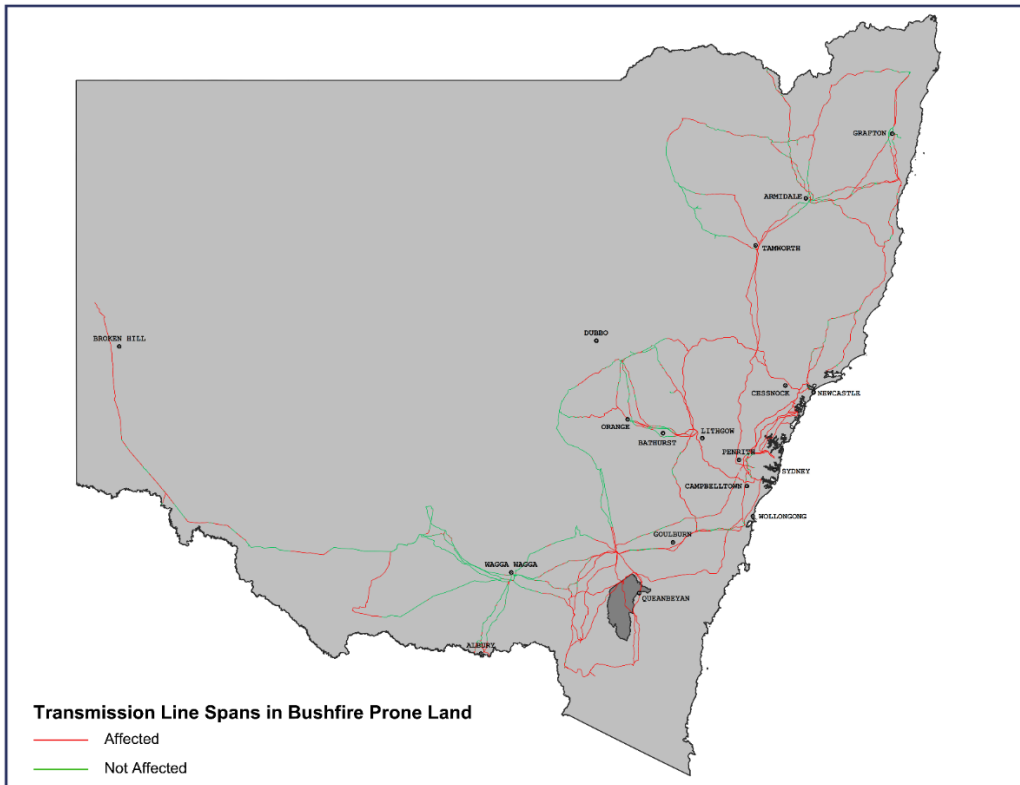 GRAFTON
ARMIDALE
TAMWORTH
DUBBO
BROKEN HILL
CESSNOCK
NEWCASTLE
ORANGE
LITHGOW
BATHURST
PENRITH
SYDNEY
CAMPBELLTOWN
WOLLONGONG
GOULBURN
WAGGA WAGGA
QUEANBEYAN
ALBURY
Transmission Line Spans in Bushfire Prone Land
Affected
Not Affected